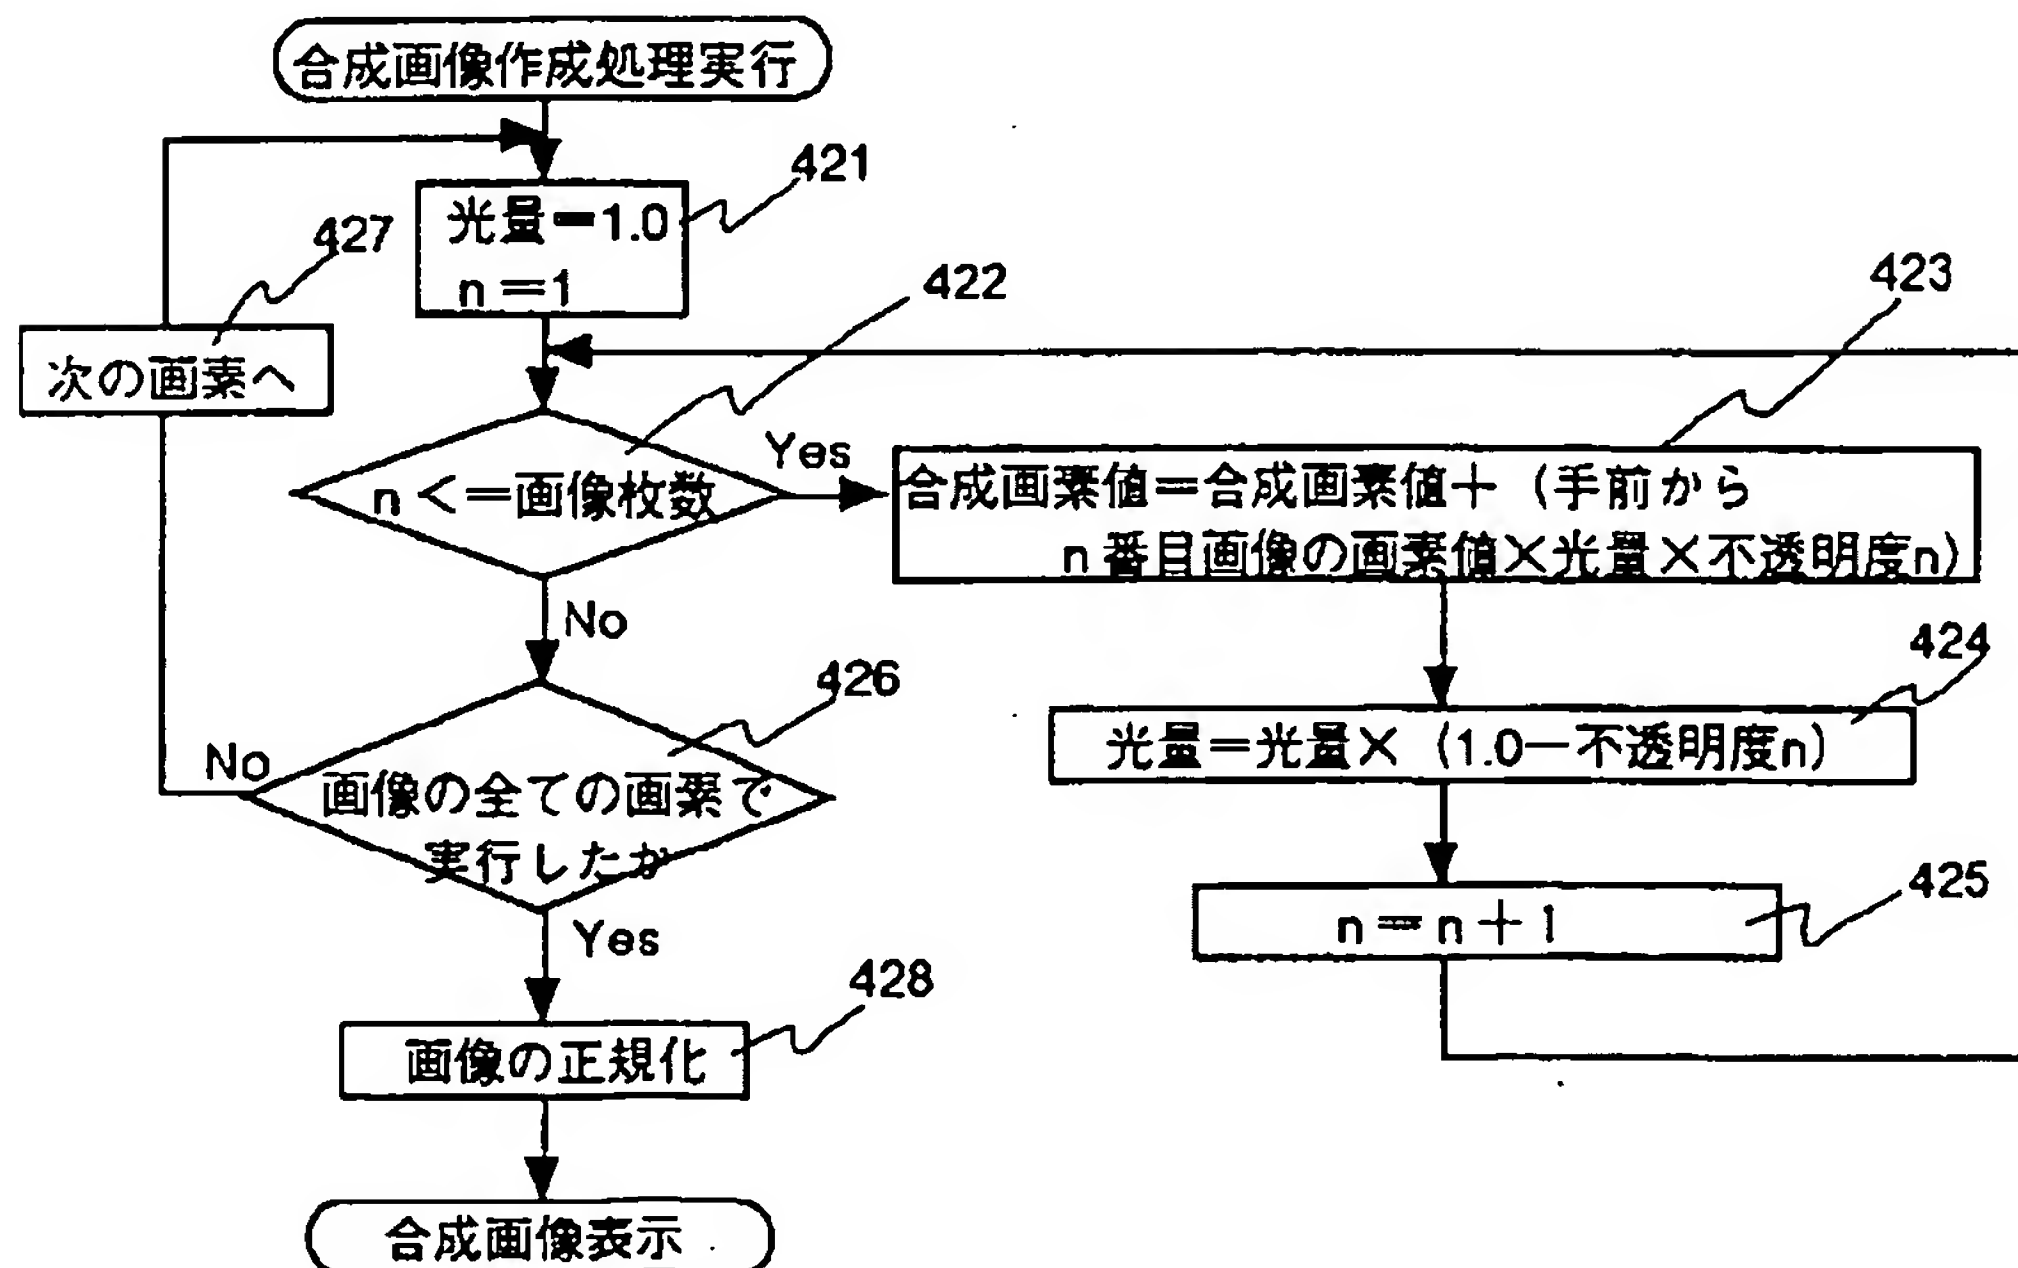 合成画像作成処理実行
421
光量=1.0
n=1
427
次の画素へ
422
n<=画像枚数
Yes
No
423
合成画素値=合成画素値+(手前から
n番目画像の画素値×光量×不透明度n)
424
光量=光量×(1.0-不透明度n)
425
n=n+1
426
画像の全ての画素で
実行したか
No
Yes
428
画像の正規化
合成画像表示